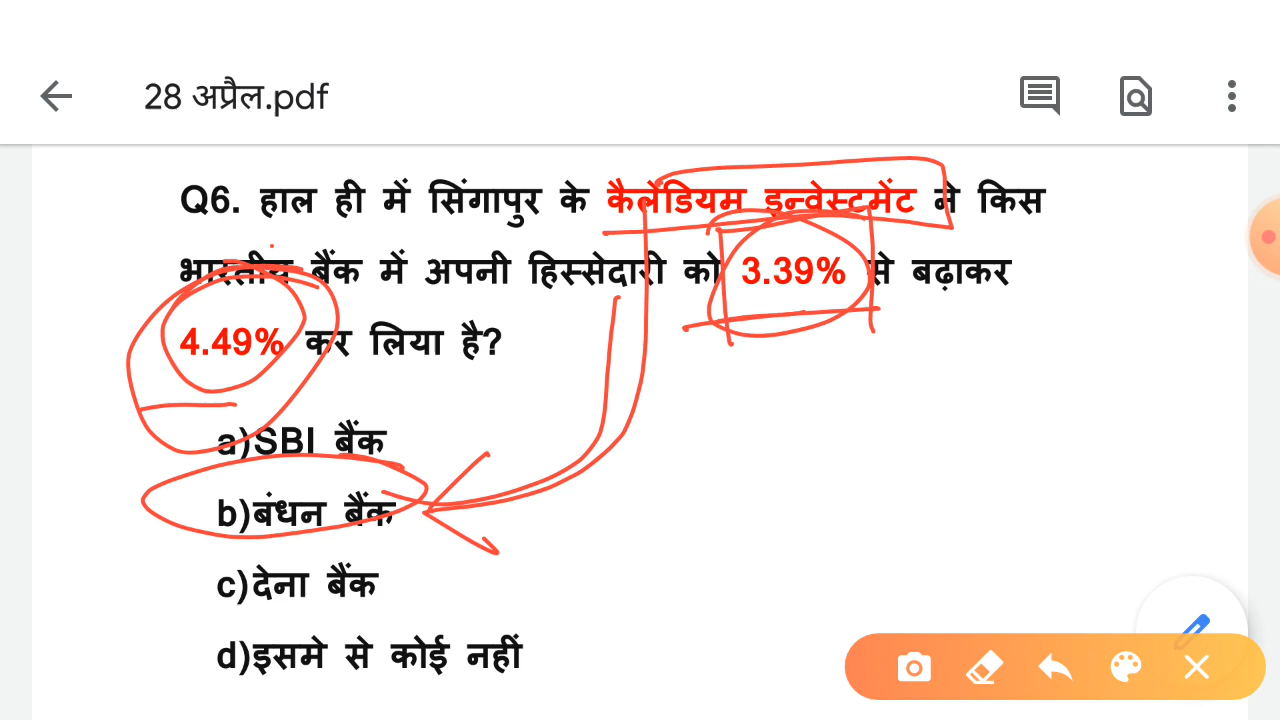 28 अप्रैल.pdf
Q6. हाल ही में सिंगापुर के कैलेडियम इन्वेस्टमेंट ने किस
भारतीय बैंक में अपनी हिस्सेदारी को 3.39% से बढ़ाकर
4.49% कर लिया है?
a)SBI बैंक
b)बंधन बैंक
c)देना बैंक
d)इसमे से कोई नहीं